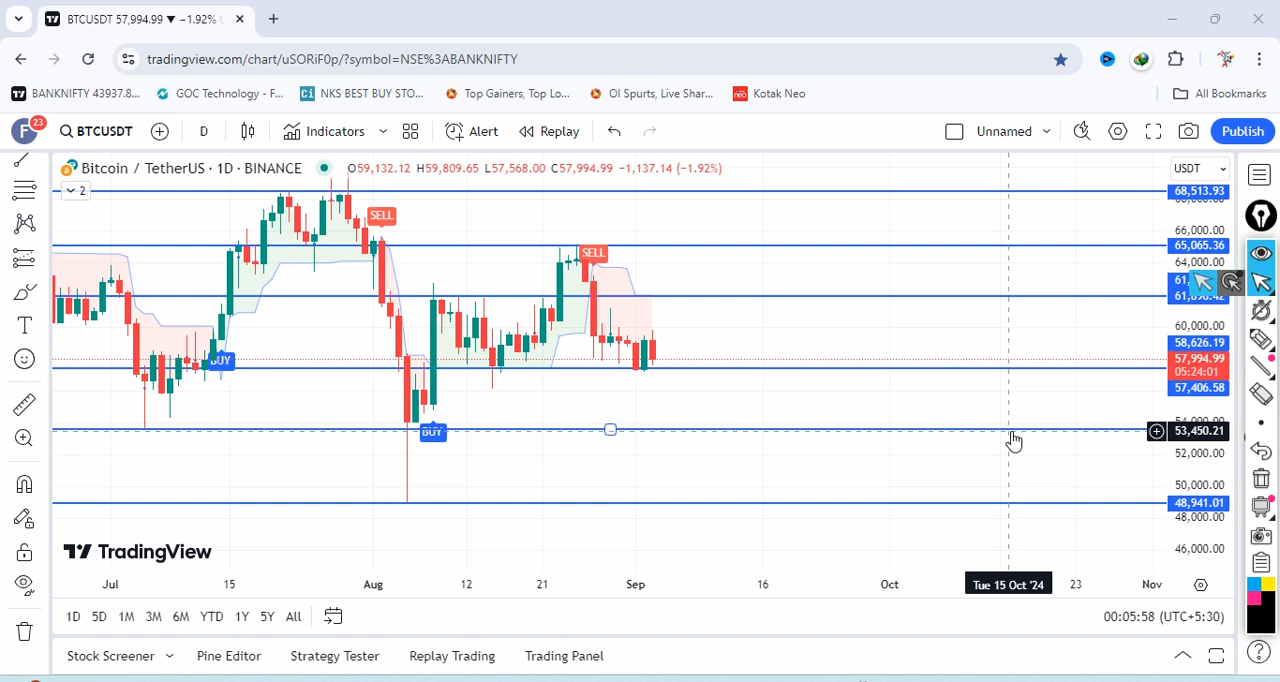 BTCUSDT 57,994.99 ▼ −1.92%
tradingview.com/chart/uSORiF0p/?symbol=NSE%3ABANKNIFTY
BANKNIFTY 43937.8...
GOC Technology - F...
NKS BEST BUY STO...
Top Gainers, Top Lo...
OI Spurts, Live Shar...
Kotak Neo
All Bookmarks
F
23
BTCUSDT
D
Indicators
Alert
Replay
Unnamed
Publish
Bitcoin / TetherUS · 1D · BINANCE
O59,132.12 H59,809.65 L57,568.00 C57,994.99 −1,137.14 (−1.92%)
USDT
2
68,513.93
SELL
66,000.00
65,065.36
SELL
64,000.00
60,000.00
58,626.19
BUY
57,994.99
05:24:01
57,406.58
54,000.00
BUY
53,450.21
52,000.00
50,000.00
48,941.01
48,000.00
TradingView
46,000.00
Jul
15
Aug
12
21
Sep
16
Oct
Tue 15 Oct '24
23
Nov
1D
5D
1M
3M
6M
YTD
1Y
5Y
All
00:05:58 (UTC+5:30)
Stock Screener
Pine Editor
Strategy Tester
Replay Trading
Trading Panel